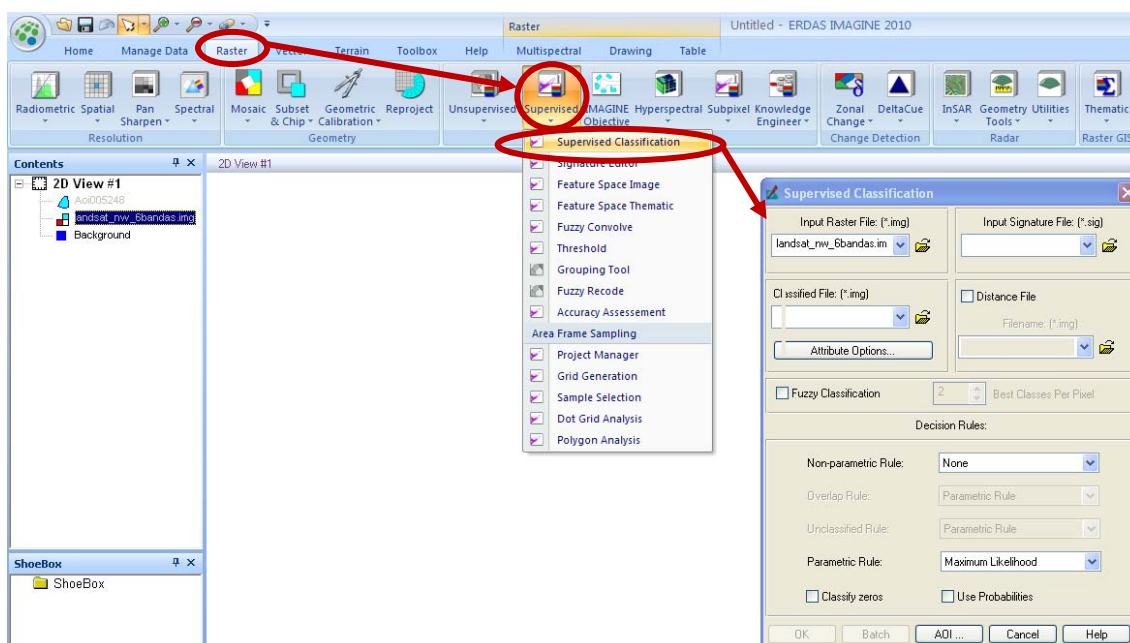 Raster
Untitled - ERDAS IMAGINE 2010
Home Manage Data Raster Vector Terrain Toolbox Help Multispectral Drawing Table
Radiometric Spatial Pan Sharpen Spectral Mosaic Subset & Chip Geometric Calibration Reproject Unsupervised Supervised IMAGINE Objective Hyperspectral Subpixel Knowledge Engineer Zonal Change DeltaCue InSAR Geometry Tools Utilities Thematic
Resolution Geometry Change Detection Radar Raster GIS
Contents
2D View #1
2D View #1
Aoi005248
landsat_nw_6bandas.img
Background
ShoeBox
ShoeBox
Supervised Classification
Signature Editor
Feature Space Image
Feature Space Thematic
Fuzzy Convolve
Threshold
Grouping Tool
Fuzzy Recode
Accuracy Assessment
Area Frame Sampling
Project Manager
Grid Generation
Sample Selection
Dot Grid Analysis
Polygon Analysis
Supervised Classification
Input Raster File: (*.img) Input Signature File: (*.sig)
landsat_nw_6bandas.im
Classified File: (*.img) Distance File
Filename: (*.img)
Attribute Options...
Fuzzy Classification 2 Best Classes Per Pixel
Decision Rules:
Non-parametric Rule: None
Overlap Rule: Parametric Rule
Unclassified Rule: Parametric Rule
Parametric Rule: Maximum Likelihood
Classify zeros Use Probabilities
OK Batch AOI ... Cancel Help